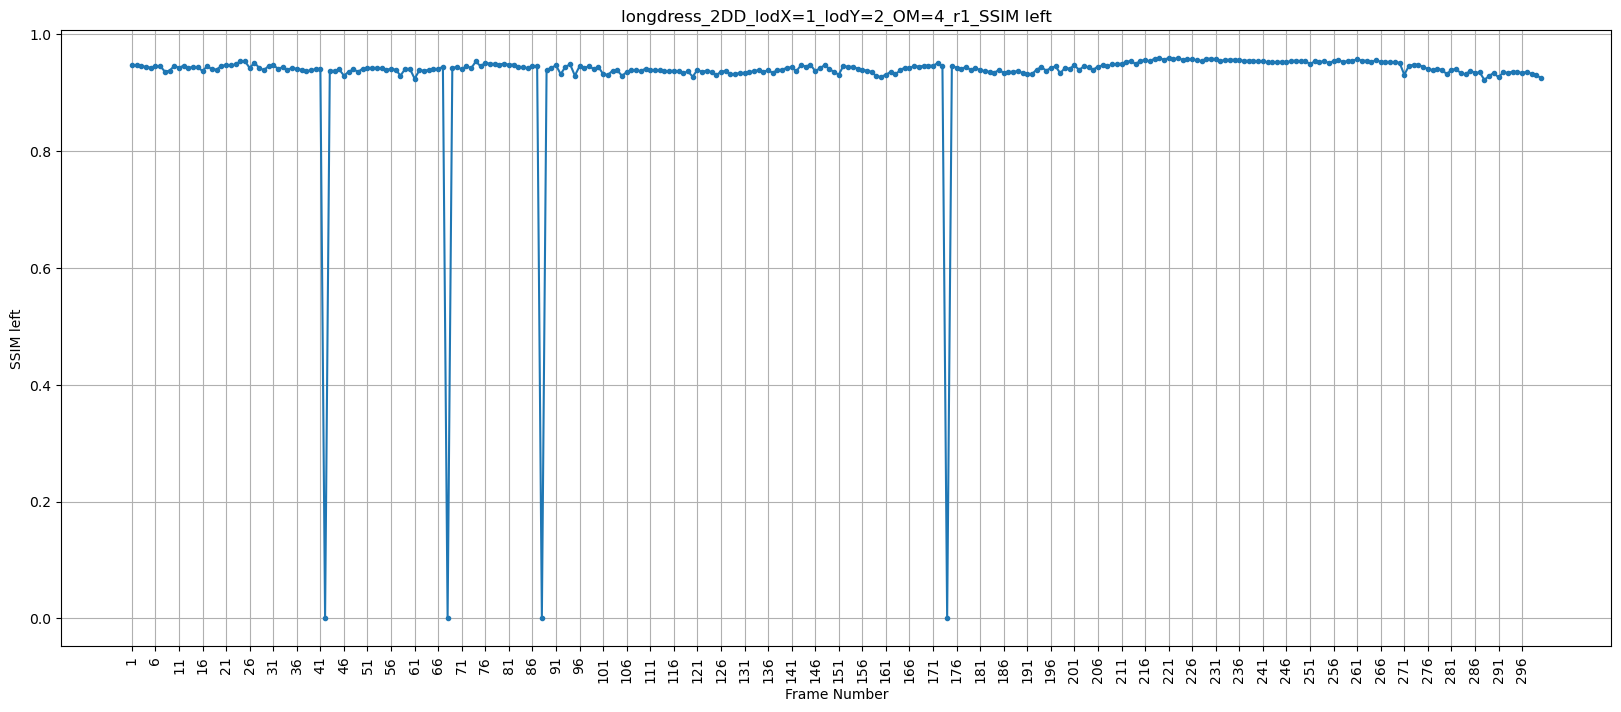 longdress_2DD_lodX=1_lodY=2_OM=4_r1_SSIM left
1.0
0.8
0.6
0.4
0.2
0.0
SSIM left
1 6 11 16 21 26 31 36 41 46 51 56 61 66 71 76 81 86 91 96 101 106 111 116 121 126 131 136 141 146 151 156 161 166 171 176 181 186 191 196 201 206 211 216 221 226 231 236 241 246 251 256 261 266 271 276 281 286 291 296
Frame Number